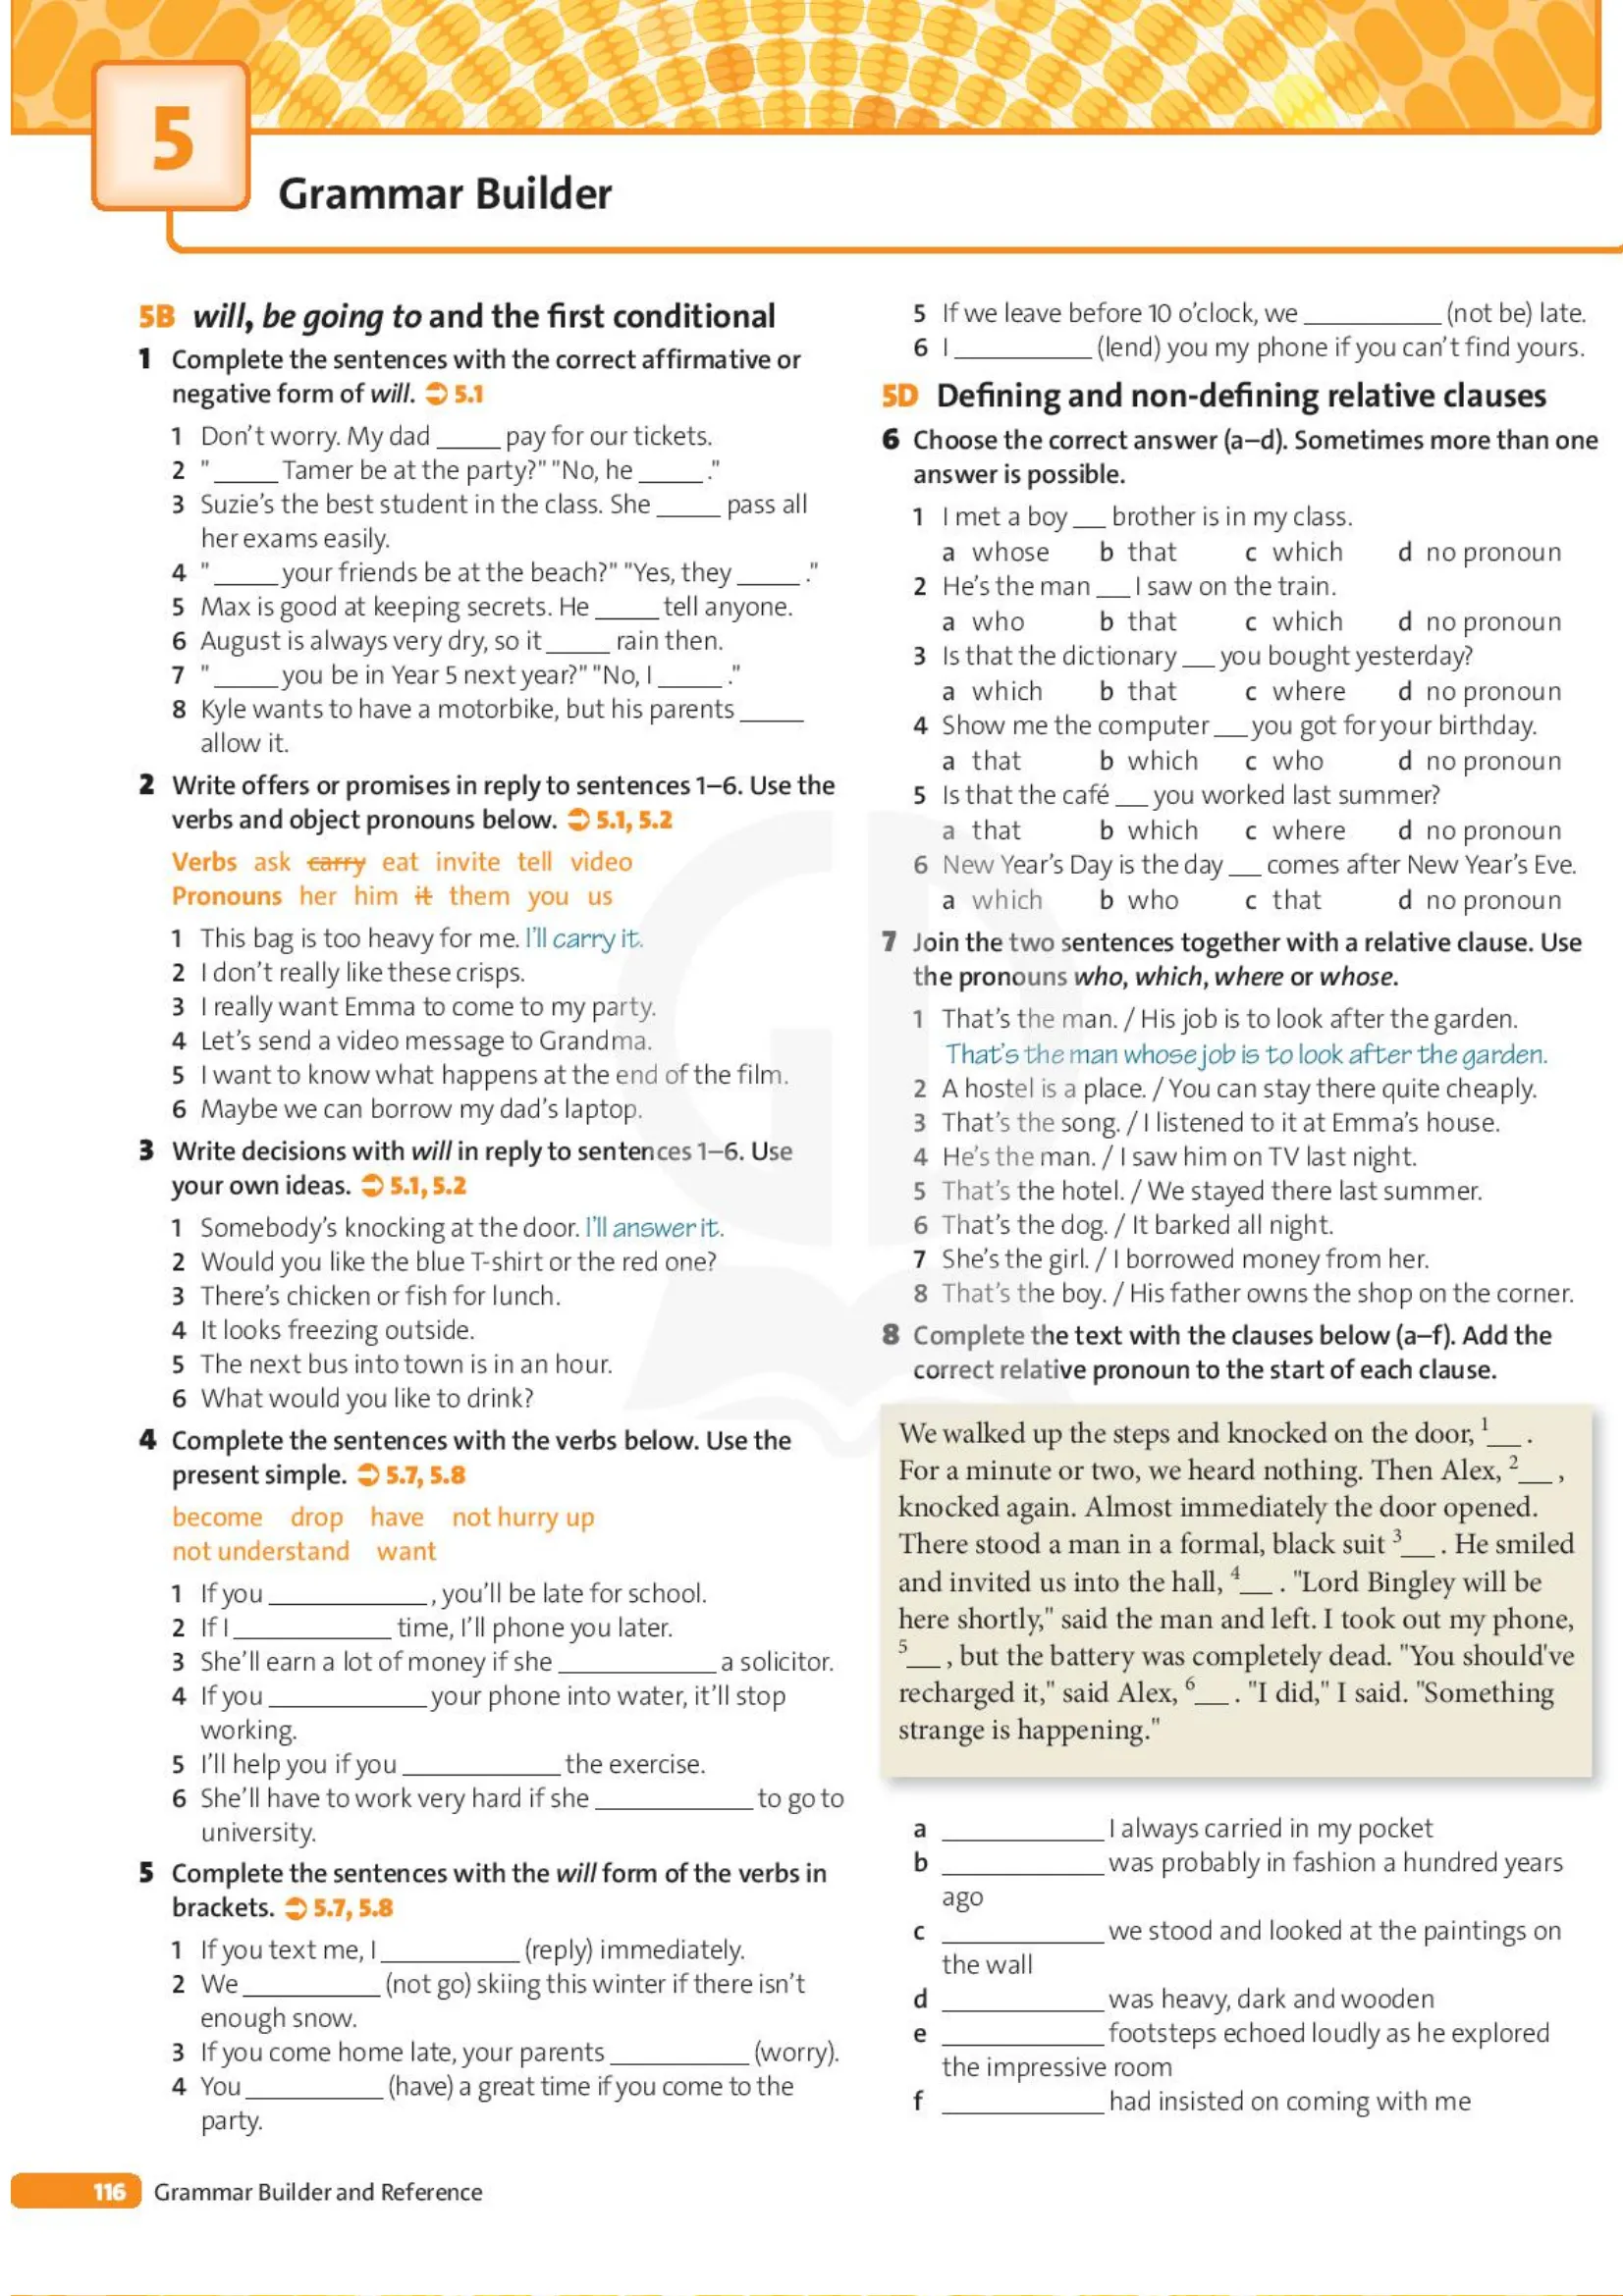 5
Grammar Builder
5B will, be going to and the first conditional
1 Complete the sentences with the correct affirmative or
negative form of will. 5.1
1 Don't worry. My dad _____ pay for our tickets.
2 "_____ Tamer be at the party?" "No, he _____."
3 Suzie's the best student in the class. She _____ pass all
her exams easily.
4 "_____ your friends be at the beach?" "Yes, they _____."
5 Max is good at keeping secrets. He _____ tell anyone.
6 August is always very dry, so it _____ rain then.
7 "_____ you be in Year 5 next year?" "No, I _____."
8 Kyle wants to have a motorbike, but his parents _____
allow it.
2 Write offers or promises in reply to sentences 1–6. Use the
verbs and object pronouns below. 5.1, 5.2
Verbs ask carry eat invite tell video
Pronouns her him it them you us
1 This bag is too heavy for me. I'll carry it.
2 I don't really like these crisps.
3 I really want Emma to come to my party.
4 Let's send a video message to Grandma.
5 I want to know what happens at the end of the film.
6 Maybe we can borrow my dad's laptop.
3 Write decisions with will in reply to sentences 1–6. Use
your own ideas. 5.1, 5.2
1 Somebody's knocking at the door. I'll answer it.
2 Would you like the blue T-shirt or the red one?
3 There's chicken or fish for lunch.
4 It looks freezing outside.
5 The next bus into town is in an hour.
6 What would you like to drink?
4 Complete the sentences with the verbs below. Use the
present simple. 5.7, 5.8
become drop have not hurry up
not understand want
1 If you _____, you'll be late for school.
2 If I _____ time, I'll phone you later.
3 She'll earn a lot of money if she _____ a solicitor.
4 If you _____ your phone into water, it'll stop
working.
5 I'll help you if you _____ the exercise.
6 She'll have to work very hard if she _____ to go to
university.
5 Complete the sentences with the will form of the verbs in
brackets. 5.7, 5.8
1 If you text me, I _____ (reply) immediately.
2 We _____ (not go) skiing this winter if there isn't
enough snow.
3 If you come home late, your parents _____ (worry).
4 You _____ (have) a great time if you come to the
party.
5 If we leave before 10 o'clock, we _____ (not be) late.
6 I _____ (lend) you my phone if you can't find yours.
5D Defining and non-defining relative clauses
6 Choose the correct answer (a–d). Sometimes more than one
answer is possible.
1 I met a boy ___ brother is in my class.
a whose b that c which d no pronoun
2 He's the man ___ I saw on the train.
a who b that c which d no pronoun
3 Is that the dictionary ___ you bought yesterday?
a which b that c where d no pronoun
4 Show me the computer ___ you got for your birthday.
a that b which c who d no pronoun
5 Is that the café ___ you worked last summer?
a that b which c where d no pronoun
6 New Year's Day is the day ___ comes after New Year's Eve.
a which b who c that d no pronoun
7 Join the two sentences together with a relative clause. Use
the pronouns who, which, where or whose.
1 That's the man. / His job is to look after the garden.
That's the man whose job is to look after the garden.
2 A hostel is a place. / You can stay there quite cheaply.
3 That's the song. / I listened to it at Emma's house.
4 He's the man. / I saw him on TV last night.
5 That's the hotel. / We stayed there last summer.
6 That's the dog. / It barked all night.
7 She's the girl. / I borrowed money from her.
8 That's the boy. / His father owns the shop on the corner.
8 Complete the text with the clauses below (a–f). Add the
correct relative pronoun to the start of each clause.
We walked up the steps and knocked on the door, 1___ .
For a minute or two, we heard nothing. Then Alex, 2___ ,
knocked again. Almost immediately the door opened.
There stood a man in a formal, black suit 3___ . He smiled
and invited us into the hall, 4___ . "Lord Bingley will be
here shortly," said the man and left. I took out my phone,
5___ , but the battery was completely dead. "You should've
recharged it," said Alex, 6___ . "I did," I said. "Something
strange is happening."
a _____ I always carried in my pocket
b _____ was probably in fashion a hundred years
ago
c _____ we stood and looked at the paintings on
the wall
d _____ was heavy, dark and wooden
e _____ footsteps echoed loudly as he explored
the impressive room
f _____ had insisted on coming with me
116 Grammar Builder and Reference